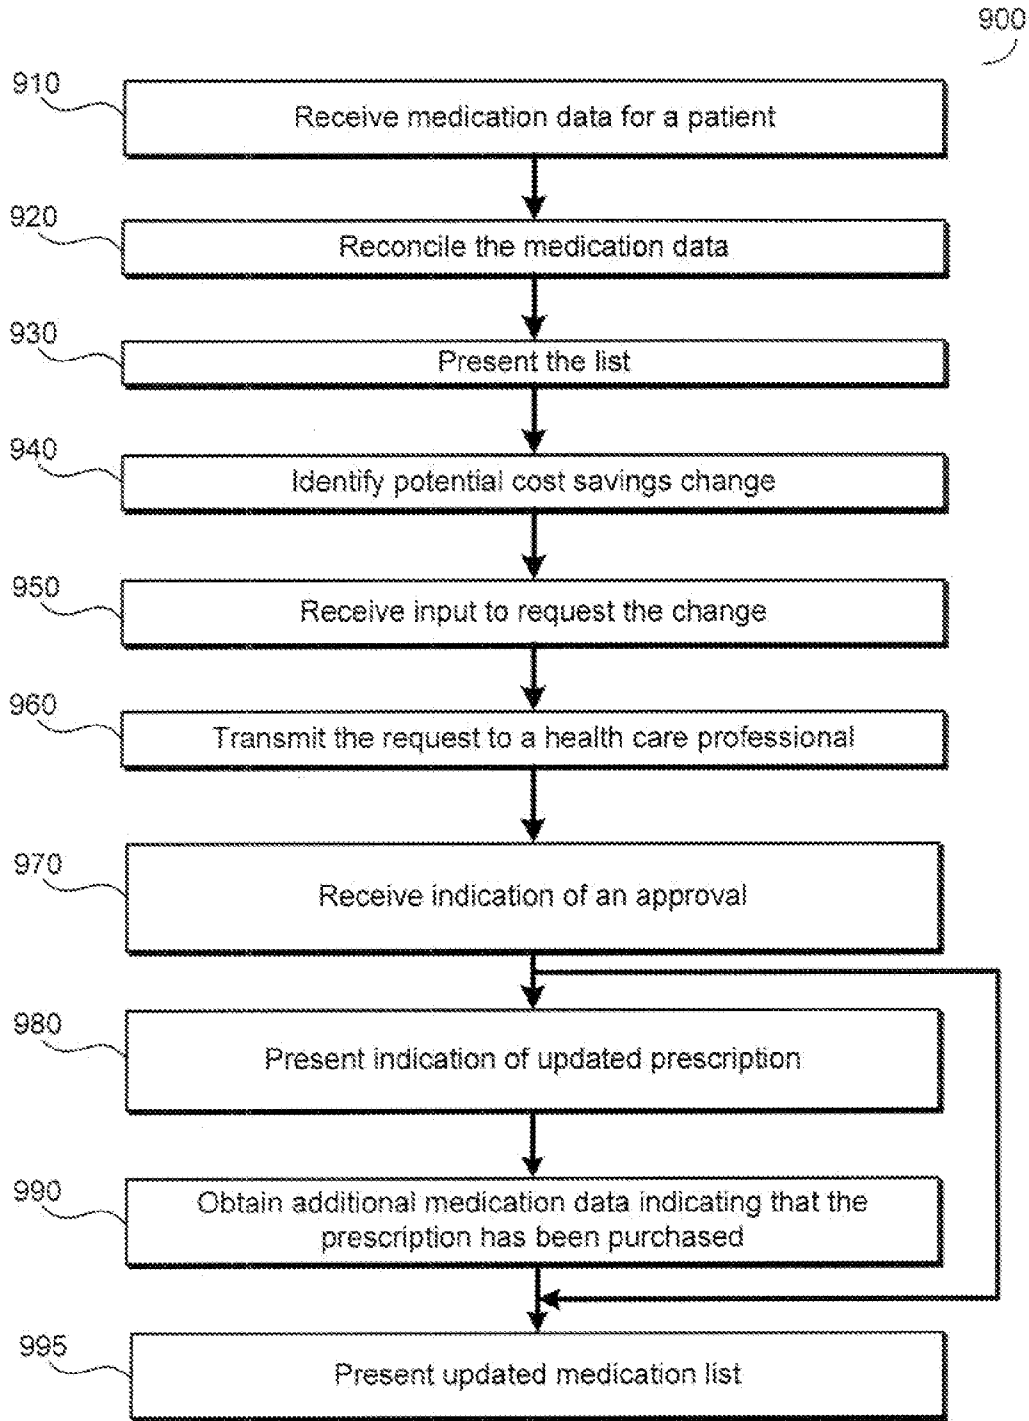 900
910
Receive medication data for a patient
920
Reconcile the medication data
930
Present the list
940
Identify potential cost savings change
950
Receive input to request the change
960
Transmit the request to a health care professional
970
Receive indication of an approval
980
Present indication of updated prescription
990
Obtain additional medication data indicating that the
prescription has been purchased
995
Present updated medication list